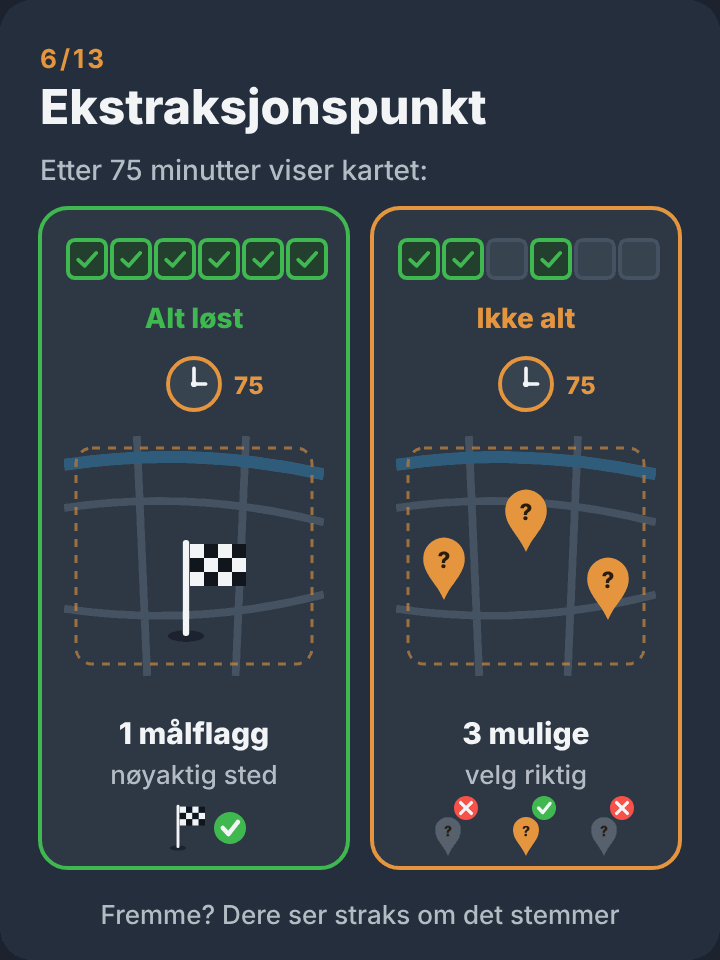 6/13
Ekstraksjonspunkt
Etter 75 minutter viser kartet:
Alt løst
75
1 målflagg
nøyaktig sted
Ikke alt
75
?
?
?
3 mulige
velg riktig
?
?
?
Fremme? Dere ser straks om det stemmer